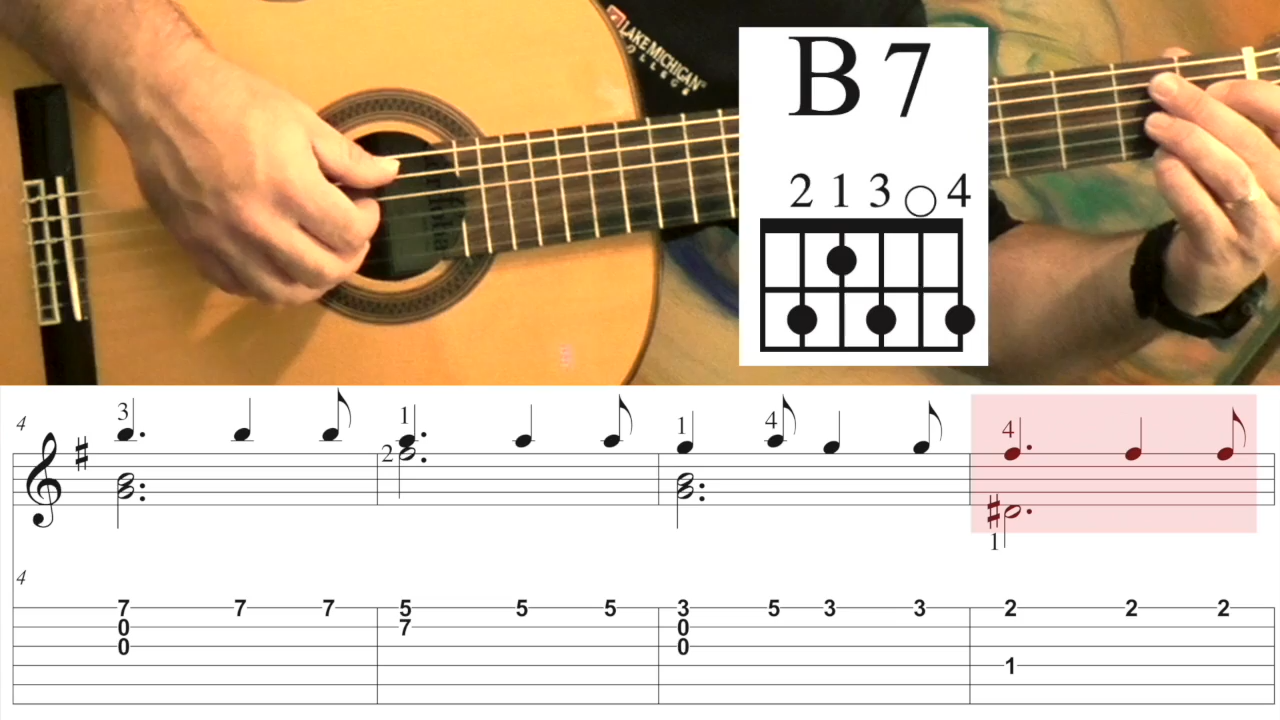 LAKE MICHIGAN
COLLEGE
B7
2 1 3 ○ 4
4 3 1 1 4 4
2
1
4
7 7 7 5 5 5 3 5 3 3 2 2 2
0 7 0
0 0
1